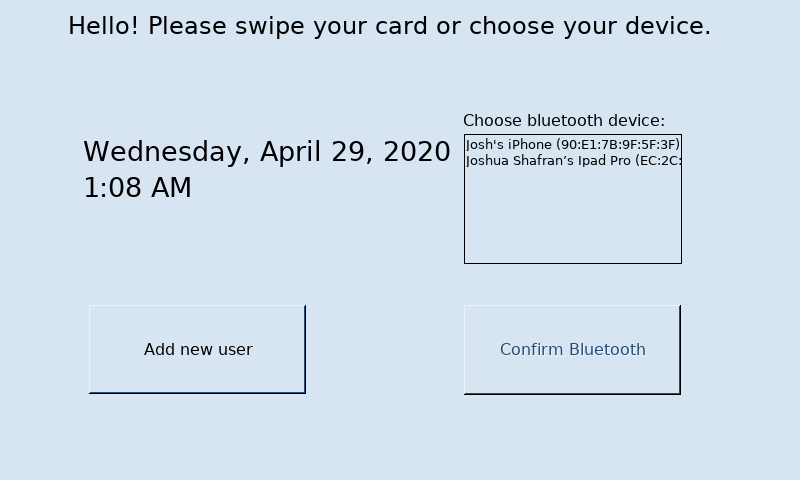 Hello! Please swipe your card or choose your device.
Choose bluetooth device:
Wednesday, April 29, 2020
1:08 AM
Josh's iPhone (90:E1:7B:9F:5F:3F)
Joshua Shafran’s Ipad Pro (EC:2C:
Add new user
Confirm Bluetooth